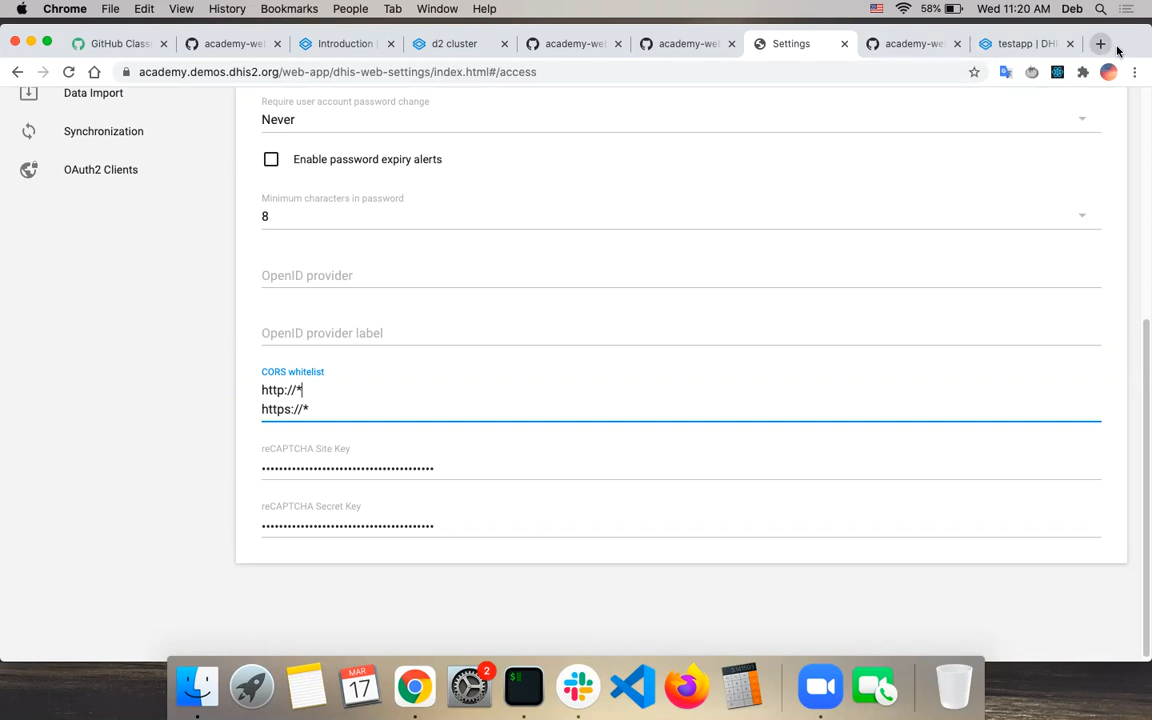 Chrome File Edit View History Bookmarks People Tab Window Help 58% Wed 11:20 AM Deb
GitHub Class academy-web Introduction | d2 cluster academy-we academy-we Settings academy-we testapp | DHI
academy.demos.dhis2.org/web-app/dhis-web-settings/index.html#/access
Data Import
Synchronization
OAuth2 Clients
Require user account password change
Never
Enable password expiry alerts
Minimum characters in password
8
OpenID provider
OpenID provider label
CORS whitelist
http://*
https://*
reCAPTCHA Site Key
••••••••••••••••••••••••••••••••••••••••
reCAPTCHA Secret Key
••••••••••••••••••••••••••••••••••••••••
MAR
17
2
$